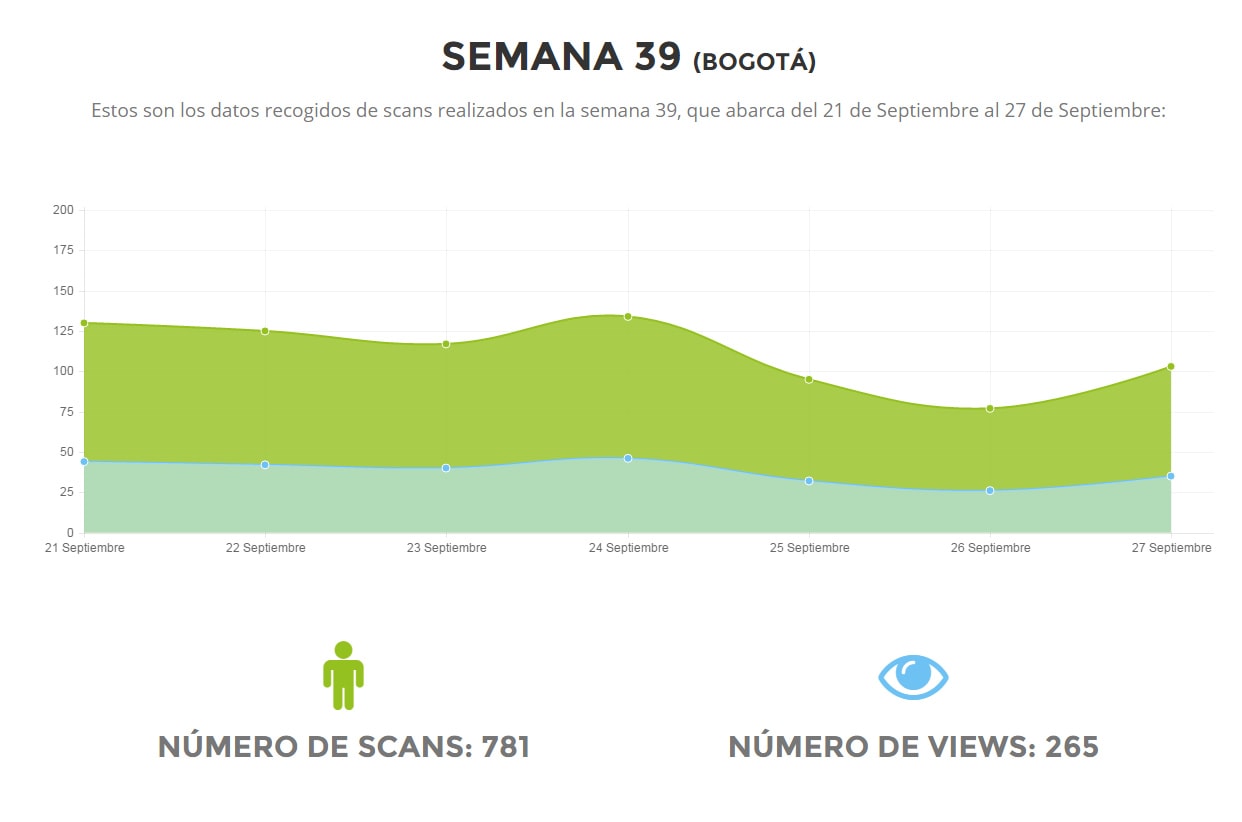 SEMANA 39 (BOGOTÁ)
Estos son los datos recogidos de scans realizados en la semana 39, que abarca del 21 de Septiembre al 27 de Septiembre:
200
175
150
125
100
75
50
25
0
21 Septiembre 22 Septiembre 23 Septiembre 24 Septiembre 25 Septiembre 26 Septiembre 27 Septiembre
NÚMERO DE SCANS: 781 NÚMERO DE VIEWS: 265